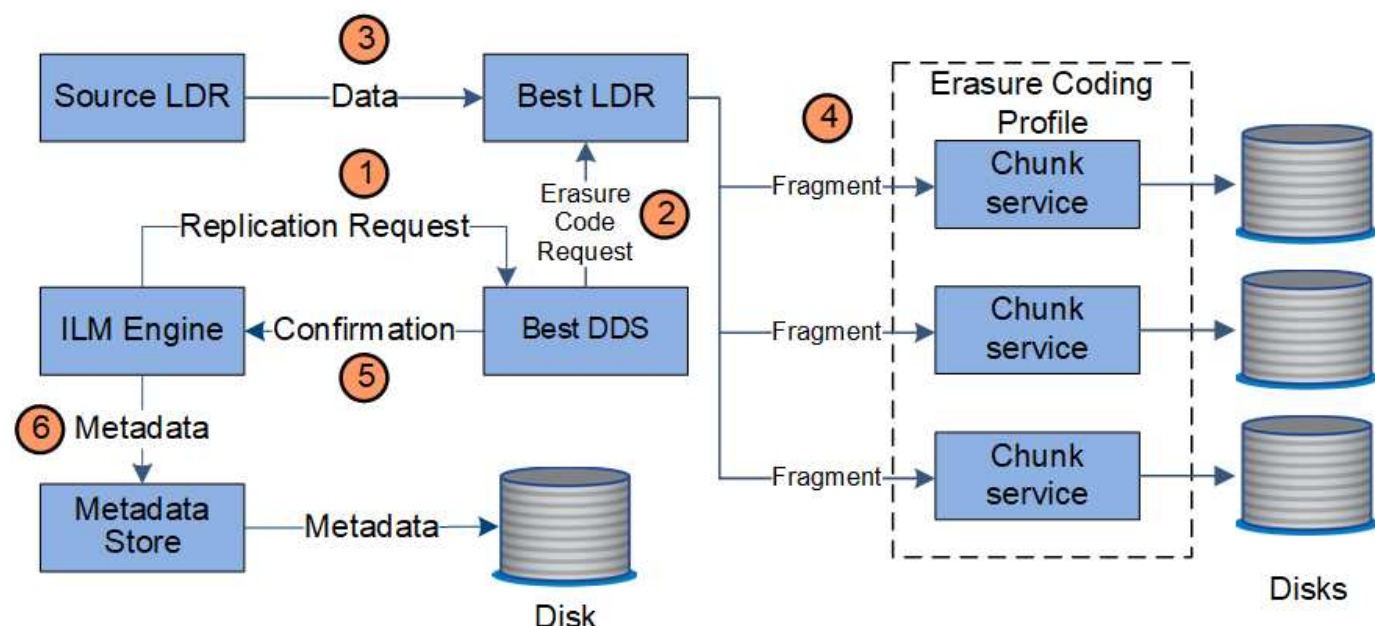 3
Source LDR
Data
Best LDR
4
Erasure Coding
Profile
Chunk
service
Fragment
1
Replication Request
Erasure
Code
Request
2
ILM Engine
Confirmation
Best DDS
5
Fragment
Chunk
service
6
Metadata
Fragment
Chunk
service
Metadata
Store
Metadata
Disk
Disks